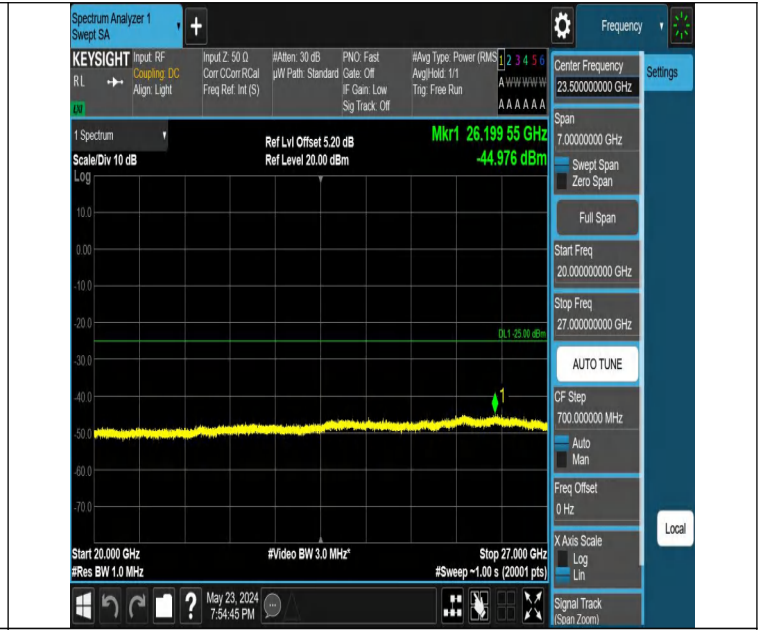 Spectrum Analyzer 1
Swept SA
+
Frequency
KEYSIGHT
RL
LXI
Input: RF
Coupling: DC
Align: Light
Input Z: 50 Ω
Corr CCorr RCal
Freq Ref: Int (S)
#Atten: 30 dB
µW Path: Standard
PNO: Fast
Gate: Off
IF Gain: Low
Sig Track: Off
#Avg Type: Power (RMS
Avg|Hold: 1/1
Trig: Free Run
1 2 3 4 5 6
A W W W W W
A A A A A A
1 Spectrum
Scale/Div 10 dB
Log
Ref Lvl Offset 5.20 dB
Ref Level 20.00 dBm
Mkr1 26.199 55 GHz
-44.976 dBm
10.0
0.00
-10.0
-20.0
DL1 -25.00 dBm
-30.0
-40.0
1
-50.0
-60.0
-70.0
Start 20.000 GHz
#Res BW 1.0 MHz
#Video BW 3.0 MHz*
Stop 27.000 GHz
#Sweep ~1.00 s (20001 pts)
Center Frequency
23.500000000 GHz
Settings
Span
7.00000000 GHz
Swept Span
Zero Span
Full Span
Start Freq
20.000000000 GHz
Stop Freq
27.000000000 GHz
AUTO TUNE
CF Step
700.000000 MHz
Auto
Man
Freq Offset
0 Hz
X Axis Scale
Log
Lin
Local
Signal Track
(Span Zoom)
?
May 23, 2024
7:54:45 PM